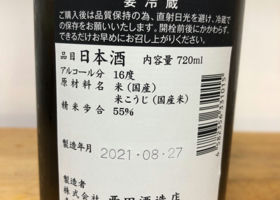 要冷蔵
ご購入後は品質保持の為、直射日光を避け、冷蔵で
お願いいたします。開栓前後にかかわらず、
できるだけお早めにお召し上がりください。
品目 日本酒 内容量 720ml
アルコール分 16度
原材料 米(国産)
米こうじ(国産米)
精米歩合 55%
製造年月 2021-08-27
製造者
株式会社 酒造店